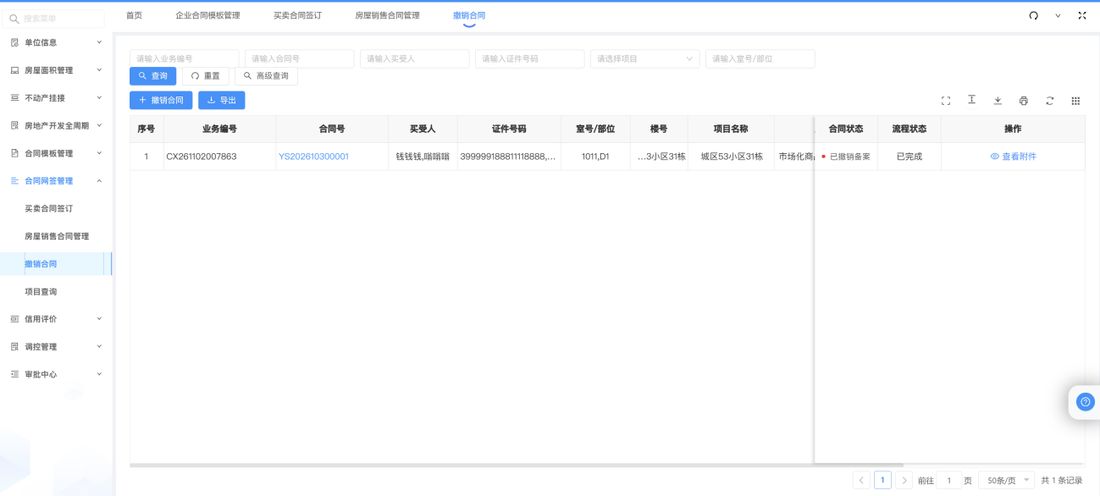 搜索菜单
首页 企业合同模板管理 买卖合同签订 房屋销售合同管理 撤销合同
单位信息
房屋面积管理
不动产挂接
房地产开发全周期
合同模板管理
合同网签管理
买卖合同签订
房屋销售合同管理
撤销合同
项目查询
信用评价
调控管理
审批中心
请输入业务编号 请输入合同号 请输入买受人 请输入证件号码 请选择项目 请输入室号/部位
查询 重置 高级查询
撤销合同 导出
序号 业务编号 合同号 买受人 证件号码 室号/部位 楼号 项目名称 合同状态 流程状态 操作
1 CX261102007863 YS202610300001 钱钱钱,嗡嗡嗡 399999188811118888,... 1011,D1 ...3小区31栋 城区53小区31栋 市场化商 已撤销备案 已完成 查看附件
1 前往 1 页 50条/页 共 1 条记录